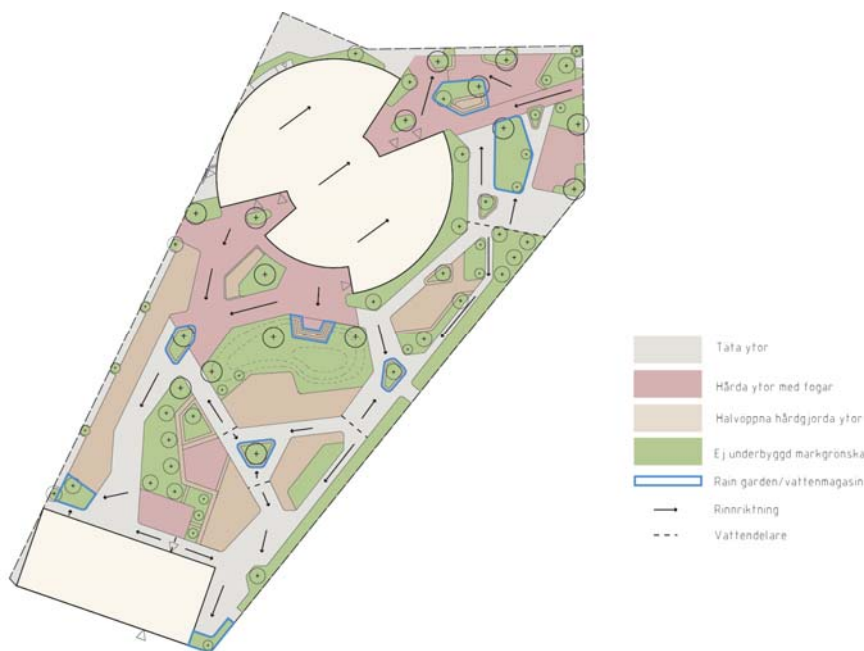 Täta ytor
Hårda ytor med fogar
Halvöppna hårdgjorda ytor
Ej underbyggd markgrönska
Rain garden/vattenmagasin
Rinnriktning
Vattendelare